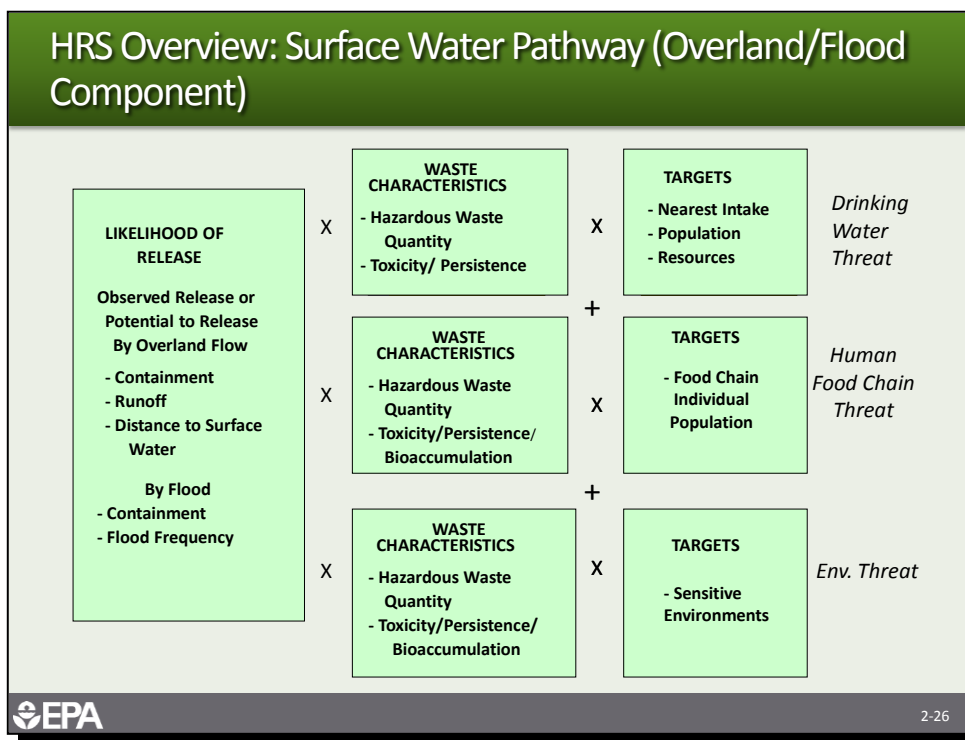 HRS Overview: Surface Water Pathway (Overland/Flood
Component)
LIKELIHOOD OF
RELEASE
Observed Release or
Potential to Release
By Overland Flow
- Containment
- Runoff
- Distance to Surface
Water
By Flood
- Containment
- Flood Frequency
X
WASTE
CHARACTERISTICS
- Hazardous Waste
Quantity
- Toxicity/ Persistence
x
TARGETS
- Nearest Intake
- Population
- Resources
Drinking
Water
Threat
+
X
WASTE
CHARACTERISTICS
- Hazardous Waste
Quantity
- Toxicity/Persistence/
Bioaccumulation
x
TARGETS
- Food Chain
Individual
Population
Human
Food Chain
Threat
+
X
WASTE
CHARACTERISTICS
- Hazardous Waste
Quantity
- Toxicity/Persistence/
Bioaccumulation
x
TARGETS
- Sensitive
Environments
Env. Threat
EPA
2-26